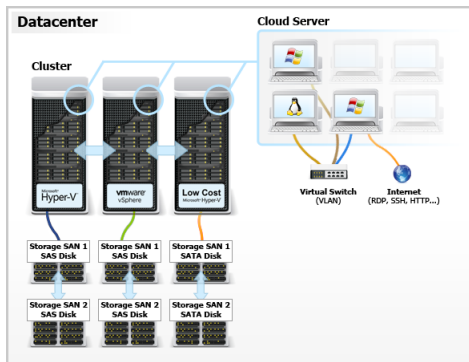 Datacenter
Cloud Server
Cluster
Microsoft
Hyper-V
vmware
vSphere
Low Cost
Microsoft Hyper-V
Virtual Switch
(VLAN)
Internet
(RDP, SSH, HTTP...)
Storage SAN 1
SAS Disk
Storage SAN 1
SAS Disk
Storage SAN 1
SATA Disk
Storage SAN 2
SAS Disk
Storage SAN 2
SAS Disk
Storage SAN 2
SATA Disk